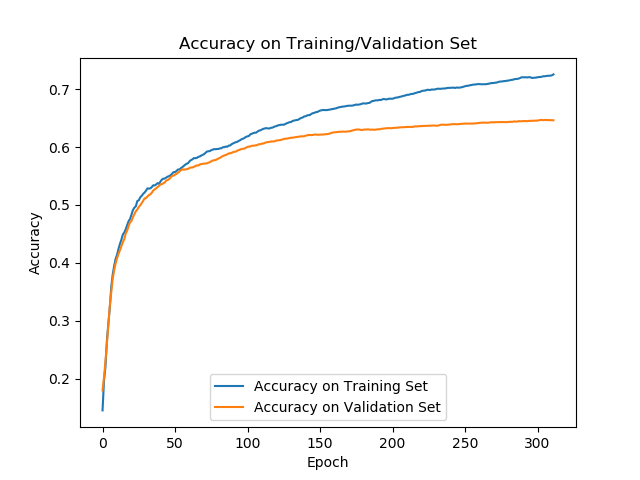 Accuracy on Training/Validation Set
0.7
0.6
0.5
0.4
0.3
0.2
Accuracy
Accuracy on Training Set
Accuracy on Validation Set
0 50 100 150 200 250 300
Epoch